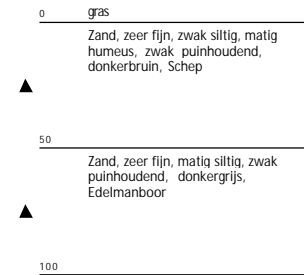 0 gras
Zand, zeer fijn, zwak siltig, matig
humeus, zwak puinhoudend,
donkerbruin, Schep
50
Zand, zeer fijn, matig siltig, zwak
puinhoudend, donkergrijs,
Edelmanboor
100